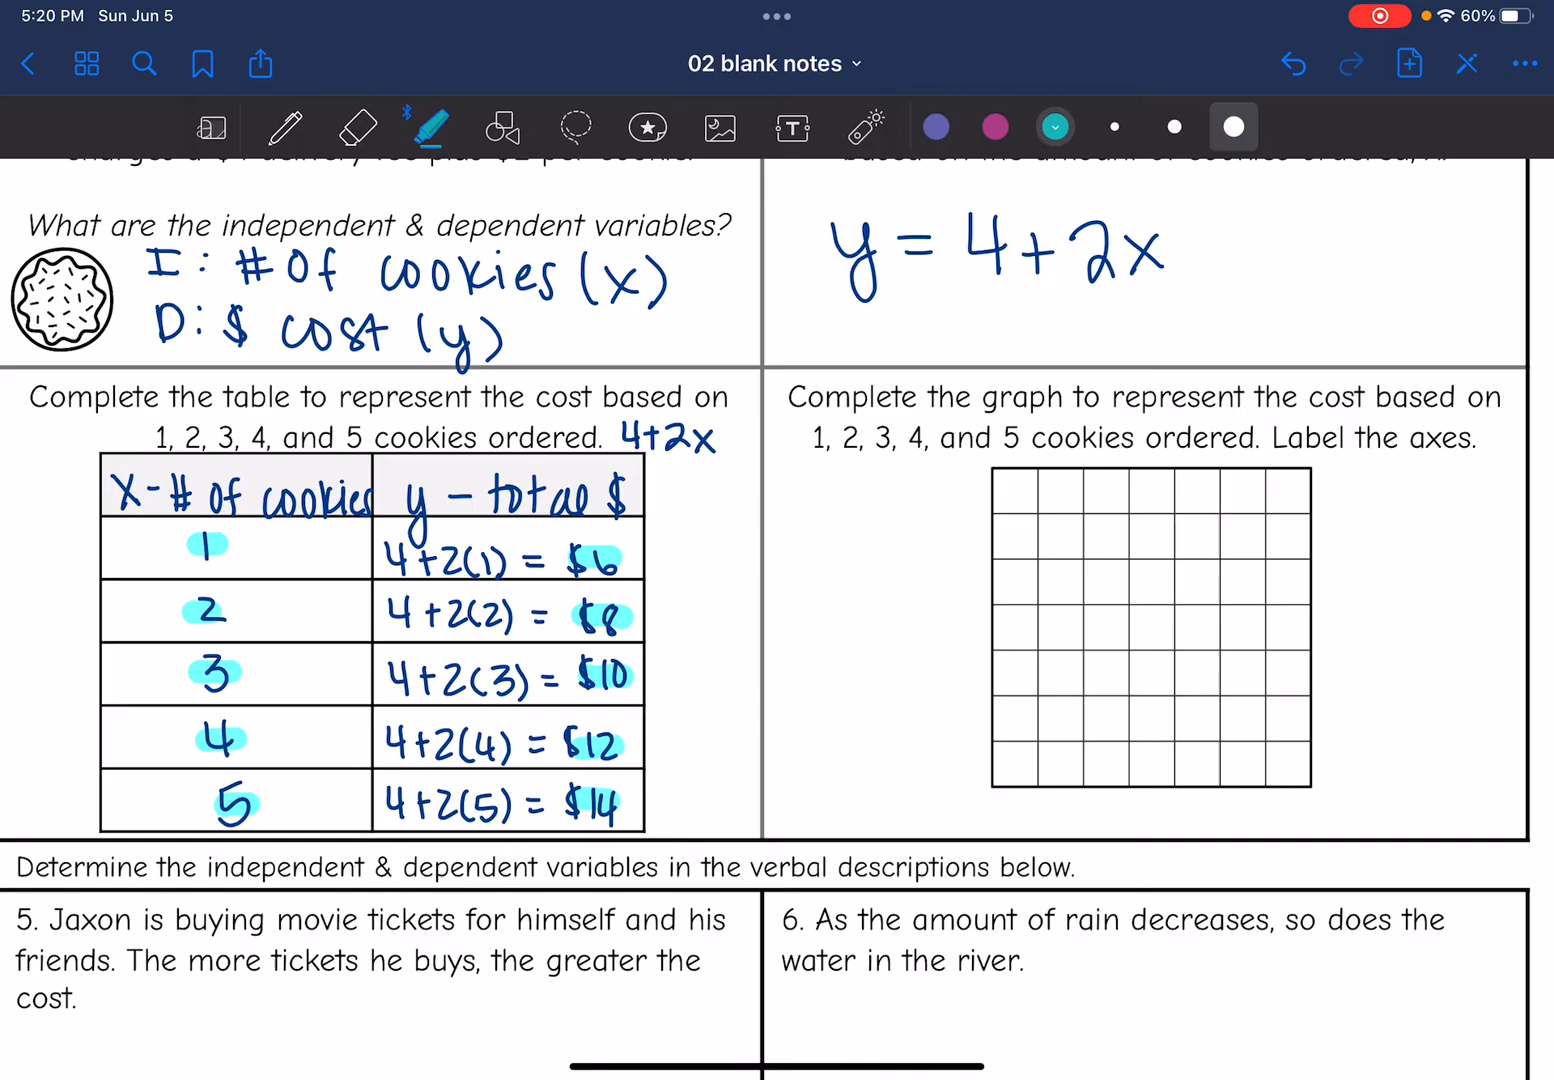 5:20 PM Sun Jun 5
60%
02 blank notes
What are the independent & dependent variables?
I: # Of cookies (x)
D: $ cost (y)
y = 4+2x
Complete the table to represent the cost based on
1, 2, 3, 4, and 5 cookies ordered. 4+2x
X-# of cookies y - total $
1 4+2(1) = $6
2 4+2(2) = $8
3 4+2(3) = $10
4 4+2(4) = $12
5 4+2(5) = $14
Complete the graph to represent the cost based on
1, 2, 3, 4, and 5 cookies ordered. Label the axes.
Determine the independent & dependent variables in the verbal descriptions below.
5. Jaxon is buying movie tickets for himself and his
friends. The more tickets he buys, the greater the
cost.
6. As the amount of rain decreases, so does the
water in the river.